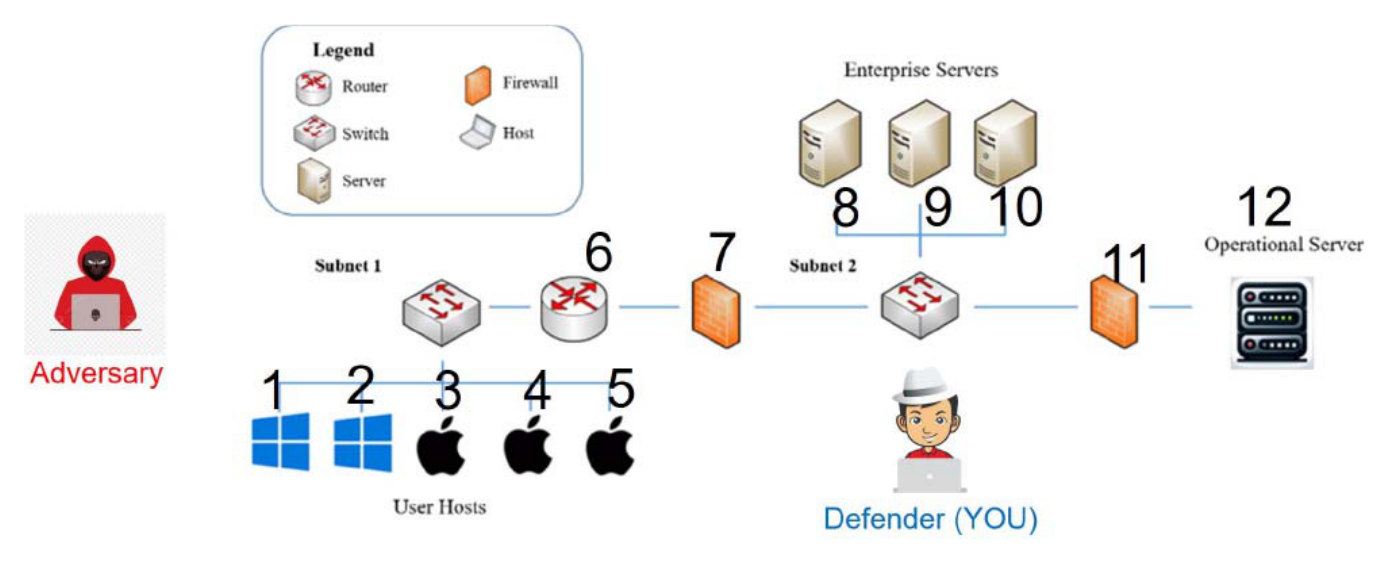 Legend
Router
Firewall
Switch
Host
Server
Enterprise Servers
8 9 10
12
Operational Server
Subnet 1
6
7
Subnet 2
11
Adversary
1 2 3 4 5
User Hosts
Defender (YOU)